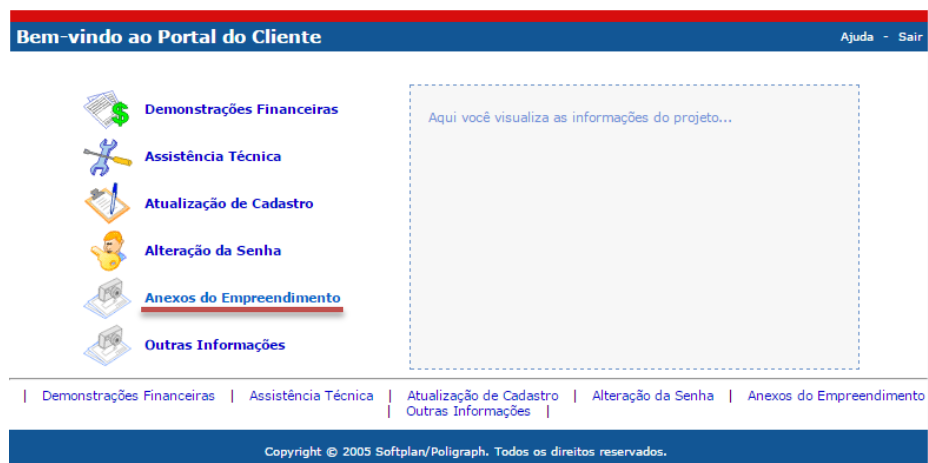 Bem-vindo ao Portal do Cliente
Ajuda - Sair
Demonstrações Financeiras
Aqui você visualiza as informações do projeto...
Assistência Técnica
Atualização de Cadastro
Alteração da Senha
Anexos do Empreendimento
Outras Informações
| Demonstrações Financeiras | Assistência Técnica | Atualização de Cadastro | Alteração da Senha | Anexos do Empreendimento
| Outras Informações |
Copyright © 2005 Softplan/Poligraph. Todos os direitos reservados.